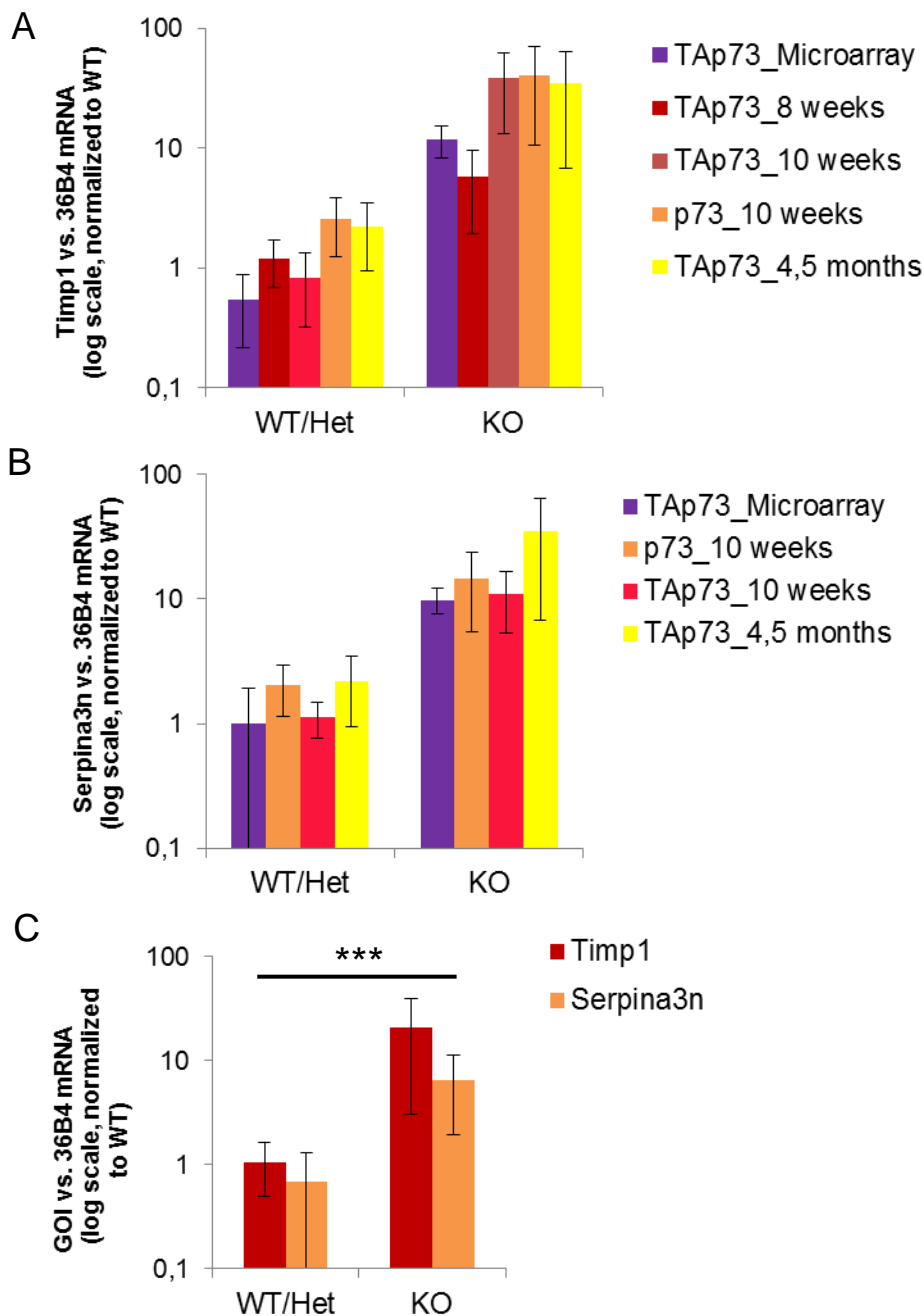 A
Timp1 vs. 36B4 mRNA
(log scale, normalized to WT)
100
10
1
0,1
WT/Het
KO
TAp73_Microarray
TAp73_8 weeks
TAp73_10 weeks
p73_10 weeks
TAp73_4,5 months
B
Serpina3n vs. 36B4 mRNA
(log scale, normalized to WT)
100
10
1
0,1
WT/Het
KO
TAp73_Microarray
p73_10 weeks
TAp73_10 weeks
TAp73_4,5 months
C
GOI vs. 36B4 mRNA
(log scale, normalized
to WT)
100
10
1
0,1
***
WT/Het
KO
Timp1
Serpina3n